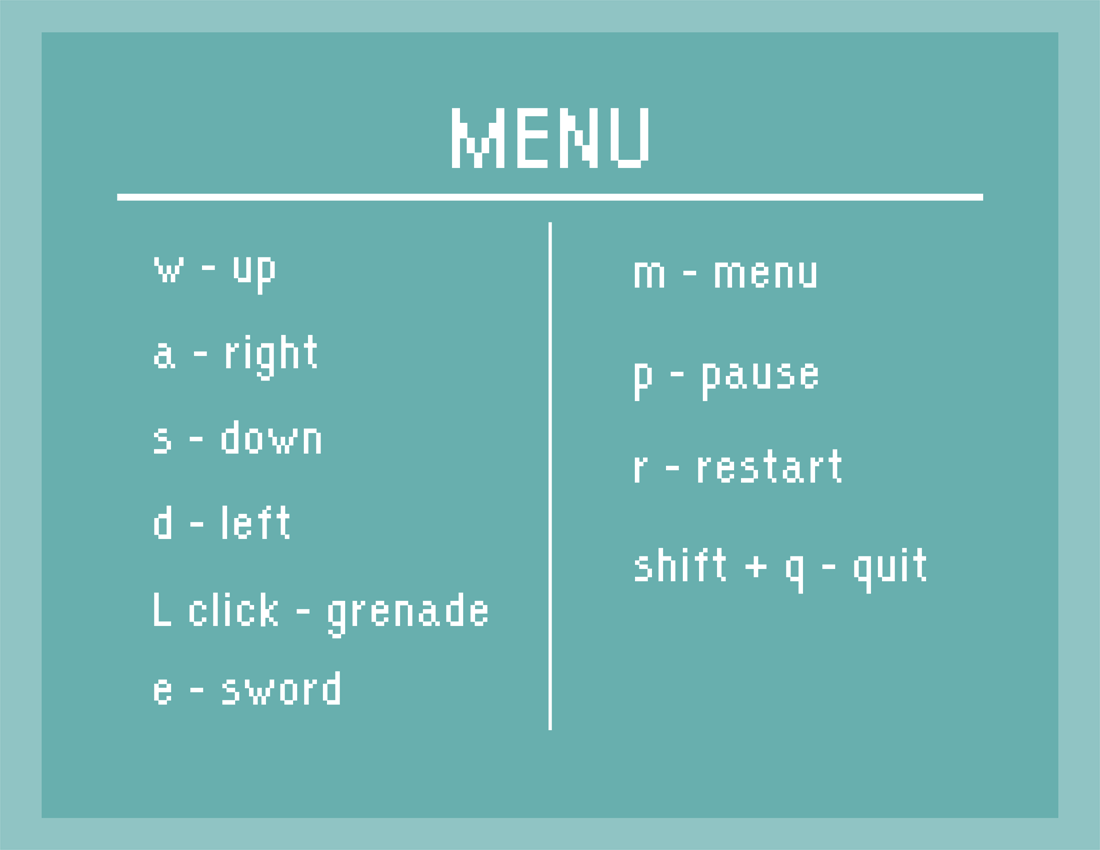 MENU
w - up
a - right
s - down
d - left
L click - grenade
e - sword
m - menu
p - pause
r - restart
shift + q - quit